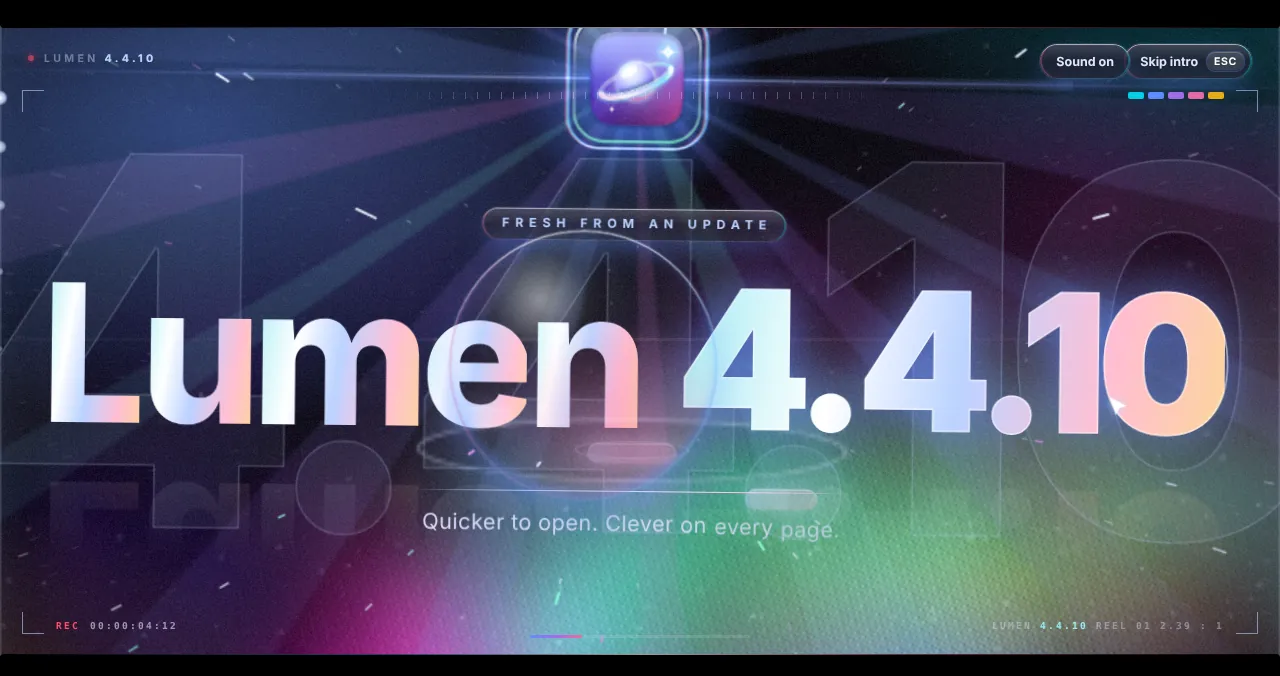 LUMEN 4.4.10
Sound on
Skip intro ESC
FRESH FROM AN UPDATE
Lumen 4.4.10
Quicker to open. Clever on every page.
REC 00:00:04:12
LUMEN 4.4.10 REEL 01 2.39 : 1